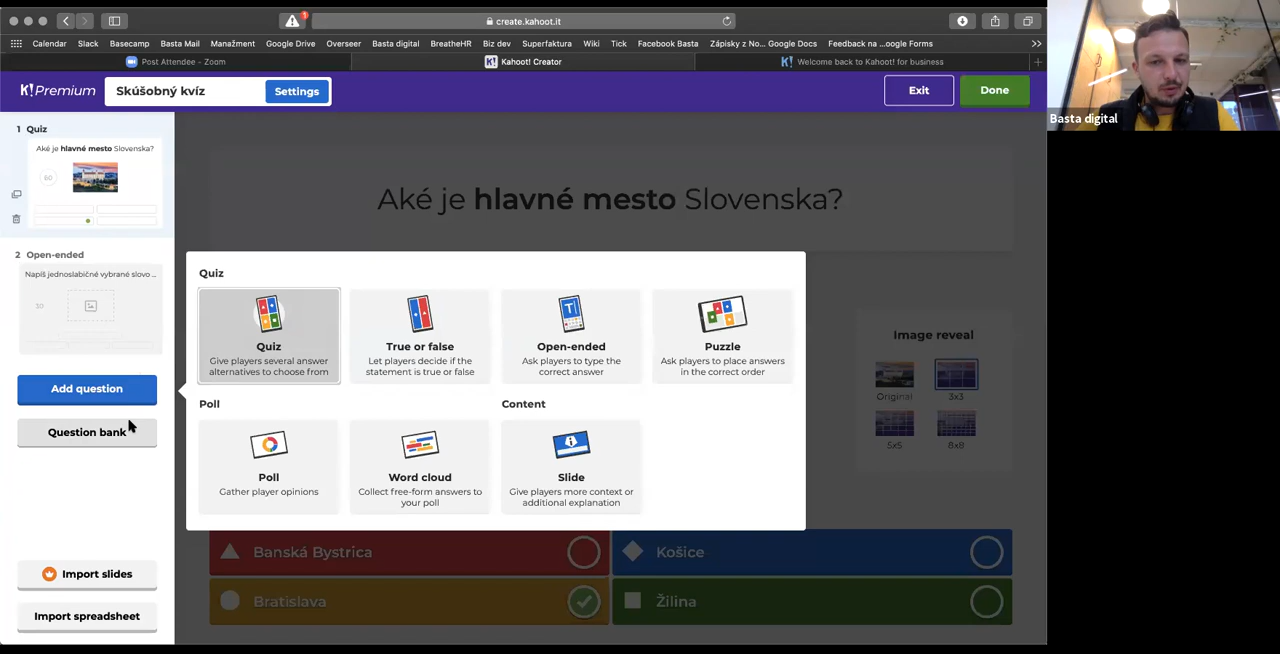 create.kahoot.it
1
Calendar Slack Basecamp Basta Mail Manažment Google Drive Overseer Basta digital BreatheHR Biz dev Superfaktura Wiki Tick Facebook Basta Zápisky z No... Google Docs Feedback na ...oogle Forms
Post Attendee - Zoom
K! Kahoot! Creator
K! Welcome back to Kahoot! for business
K!Premium
Skúšobný kvíz
Settings
Exit
Done
Basta digital
1 Quiz
Aké je hlavné mesto Slovenska?
60
2 Open-ended
Napíš jednoslabičné vybrané slovo ...
30
Add question
Question bank
Import slides
Import spreadsheet
Aké je hlavné mesto Slovenska?
Quiz
Quiz
Give players several answer
alternatives to choose from
True or false
Let players decide if the
statement is true or false
TI
Open-ended
Ask players to type the
correct answer
Puzzle
Ask players to place answers
in the correct order
Poll
Poll
Gather player opinions
Word cloud
Collect free-form answers to
your poll
Content
Slide
Give players more context or
additional explanation
Image reveal
Original
3x3
5x5
8x8
Banská Bystrica
Košice
Bratislava
Žilina